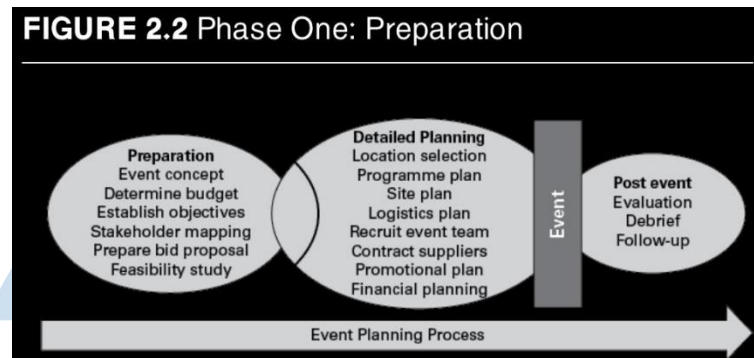 FIGURE 2.2 Phase One: Preparation
Preparation
Event concept
Determine budget
Establish objectives
Stakeholder mapping
Prepare bid proposal
Feasibility study
Detailed Planning
Location selection
Programme plan
Site plan
Logistics plan
Recruit event team
Contract suppliers
Promotional plan
Financial planning
Event
Post event
Evaluation
Debrief
Follow-up
Event Planning Process